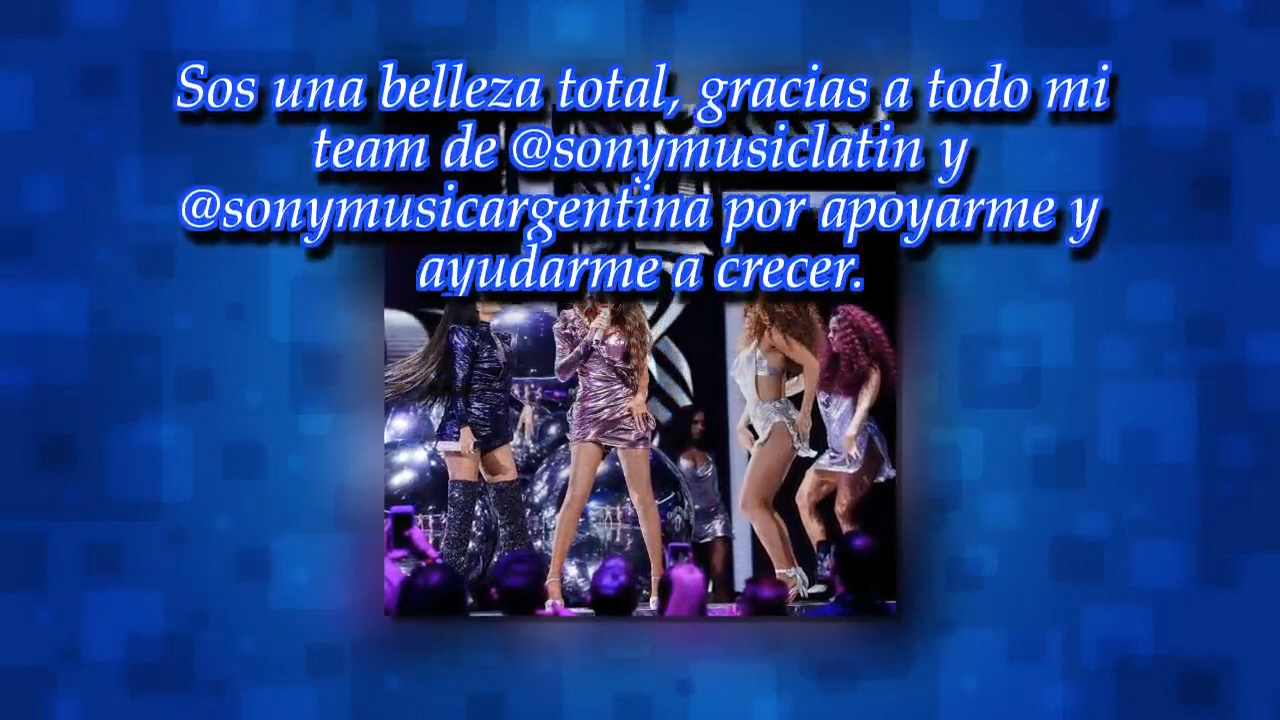 Sos una belleza total, gracias a todo mi
team de @sonymusiclatin y
@sonymusicargentina por apoyarme y
ayudarme a crecer.